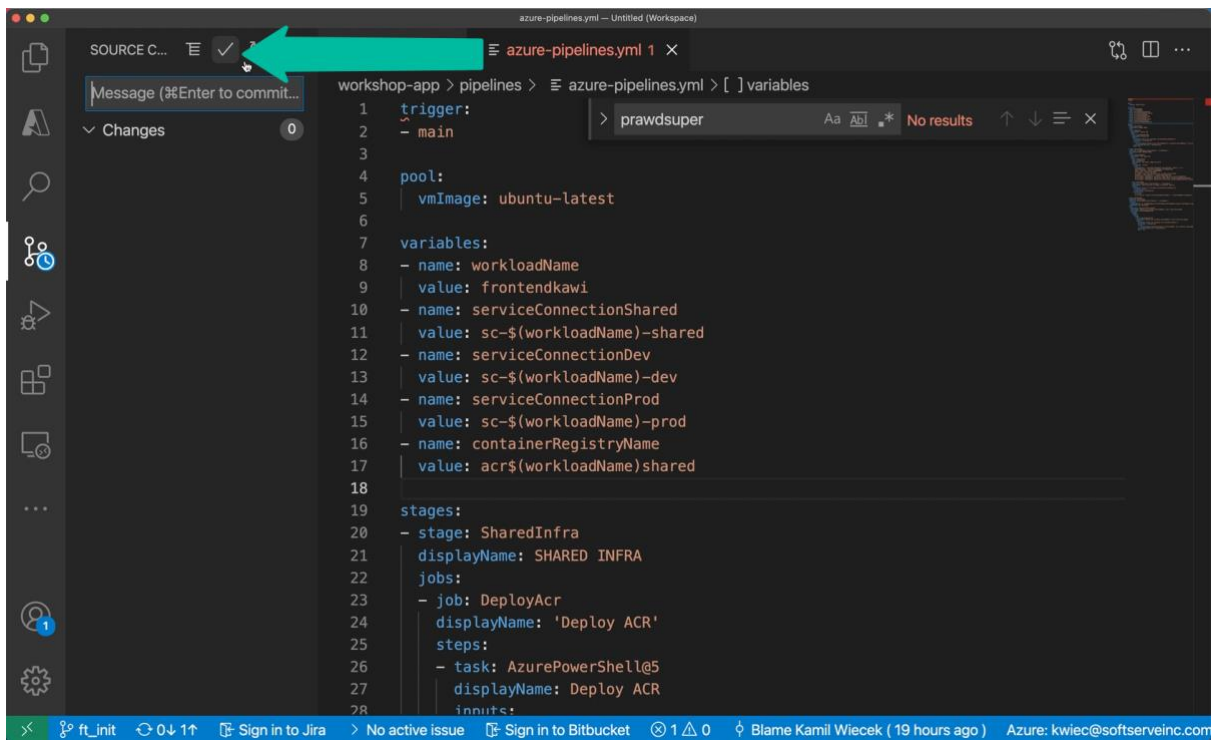 azure-pipelines.yml — Untitled (Workspace)
SOURCE C...
azure-pipelines.yml 1
Message (⌘Enter to commit...
Changes
0
workshop-app > pipelines > azure-pipelines.yml > [ ] variables
prawdsuper
Aa Abl .* No results
1 trigger:
2 - main
3
4 pool:
5 vmImage: ubuntu-latest
6
7 variables:
8 - name: workloadName
9 value: frontendkawi
10 - name: serviceConnectionShared
11 value: sc-$(workloadName)-shared
12 - name: serviceConnectionDev
13 value: sc-$(workloadName)-dev
14 - name: serviceConnectionProd
15 value: sc-$(workloadName)-prod
16 - name: containerRegistryName
17 value: acr$(workloadName)shared
18
19 stages:
20 - stage: SharedInfra
21 displayName: SHARED INFRA
22 jobs:
23 - job: DeployAcr
24 displayName: 'Deploy ACR'
25 steps:
26 - task: AzurePowerShell@5
27 displayName: Deploy ACR
28 inputs:
1
ft_init 0↓ 1↑ Sign in to Jira > No active issue Sign in to Bitbucket 1 0 Blame Kamil Wiecek ( 19 hours ago ) Azure: kwiec@softserveinc.com